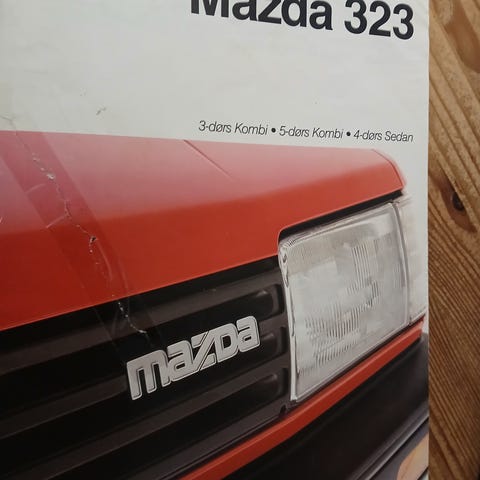 Mazda 323
3-dørs Kombi • 5-dørs Kombi • 4-dørs Sedan
mazda